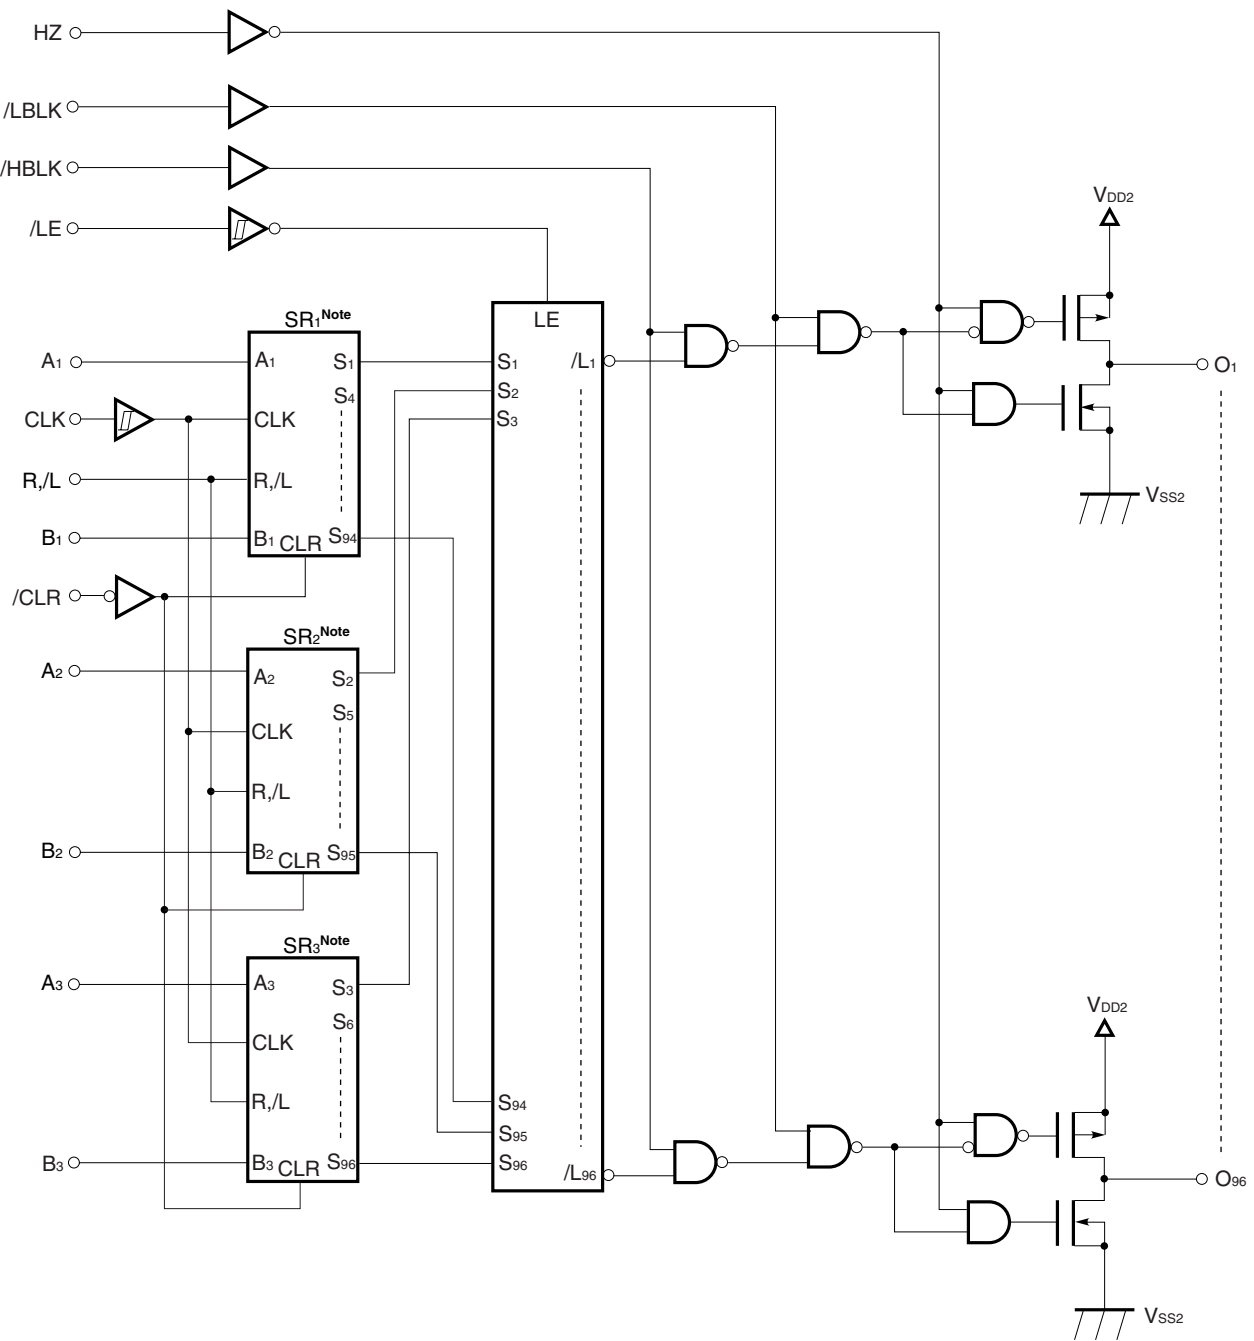 HZ
/LBLK
/HBLK
/LE
VDD2
SR1Note
LE
A1
A1
S1
S1
/L1
O1
S4
S2
CLK
CLK
S3
R,/L
R,/L
VSS2
B1
B1
CLR
S94
/CLR
SR2Note
A2
A2
S2
S5
CLK
R,/L
B2
B2
CLR
S95
SR3Note
A3
A3
S3
VDD2
S6
CLK
R,/L
S94
S95
B3
B3
CLR
S96
S96
/L96
O96
VSS2